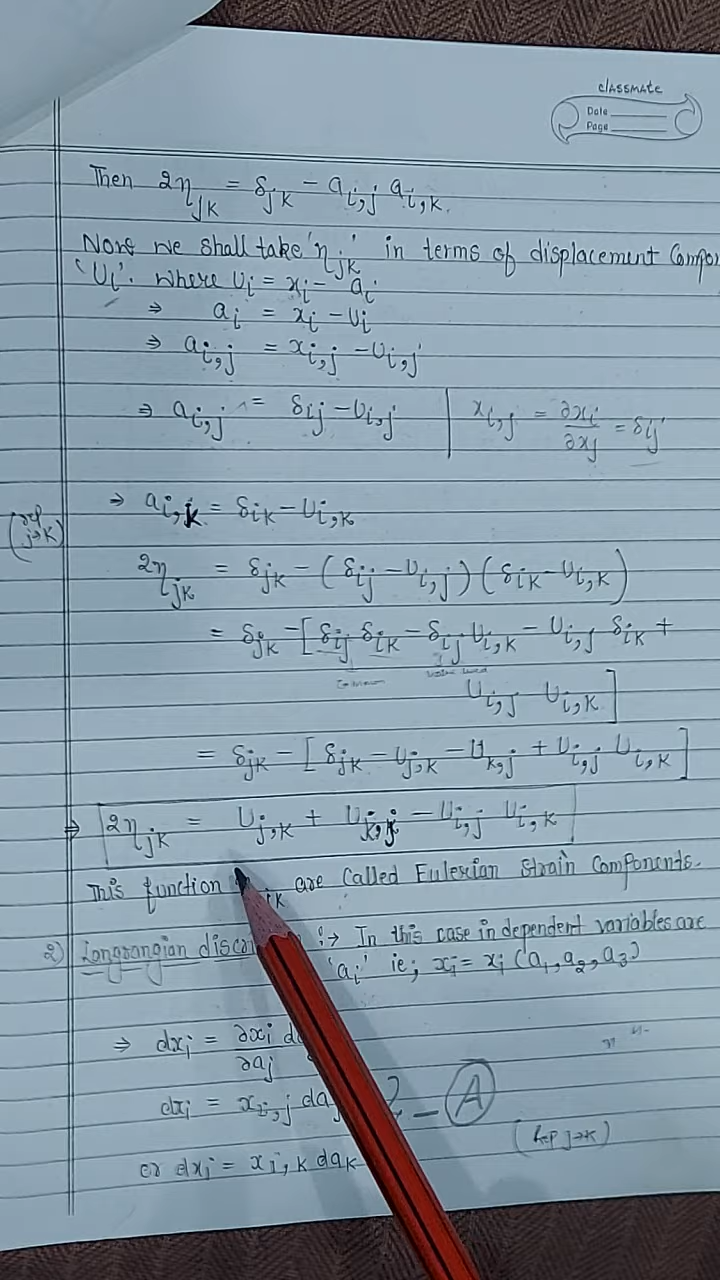 classmate
Date
Page
Then 2η_jk = δ_jk - a_i,j a_i,k.
Now we shall take 'η_jk' in terms of displacement Compo
'U_i'. where U_i = x_i - a_i
⇒ a_i = x_i - U_i
⇒ a_i,j = x_i,j - U_i,j
⇒ a_i,j = δ_ij - U_i,j | x_i,j = ∂x_i/∂x_j = δ_ij
(rep j→k) ⇒ a_i,k = δ_ik - U_i,k
2η_jk = δ_jk - (δ_ij - U_i,j) (δ_ik - U_i,k)
= δ_jk - [δ_ij δ_ik - δ_ij U_i,k - U_i,j δ_ik +
U_i,j U_i,k]
= δ_jk - [δ_jk - U_j,k - U_k,j + U_i,j U_i,k]
⇒ 2η_jk = U_j,k + U_k,j - U_i,j U_i,k
This function jk are Called Eulerian Strain Components.
2) Longrangian :→ In this case independent variables are
'a_i' ie; x_i = x_i (a_1, a_2, a_3)
⇒ dx_i = ∂x_i/∂a_j
dx_i = x_i,j da_j } - (A)
(Rep j→k)
or dx_i = x_i,k da_k